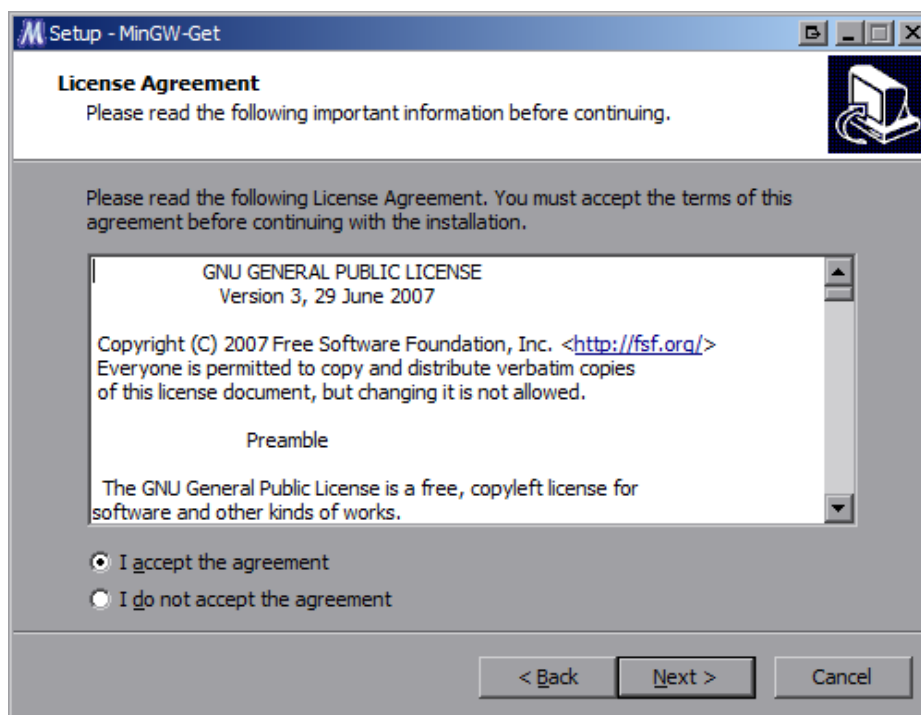 Setup - MinGW-Get
License Agreement
Please read the following important information before continuing.
Please read the following License Agreement. You must accept the terms of this
agreement before continuing with the installation.
GNU GENERAL PUBLIC LICENSE
Version 3, 29 June 2007
Copyright (C) 2007 Free Software Foundation, Inc. <http://fsf.org/>
Everyone is permitted to copy and distribute verbatim copies
of this license document, but changing it is not allowed.
Preamble
The GNU General Public License is a free, copyleft license for
software and other kinds of works.
I accept the agreement
I do not accept the agreement
< Back
Next >
Cancel